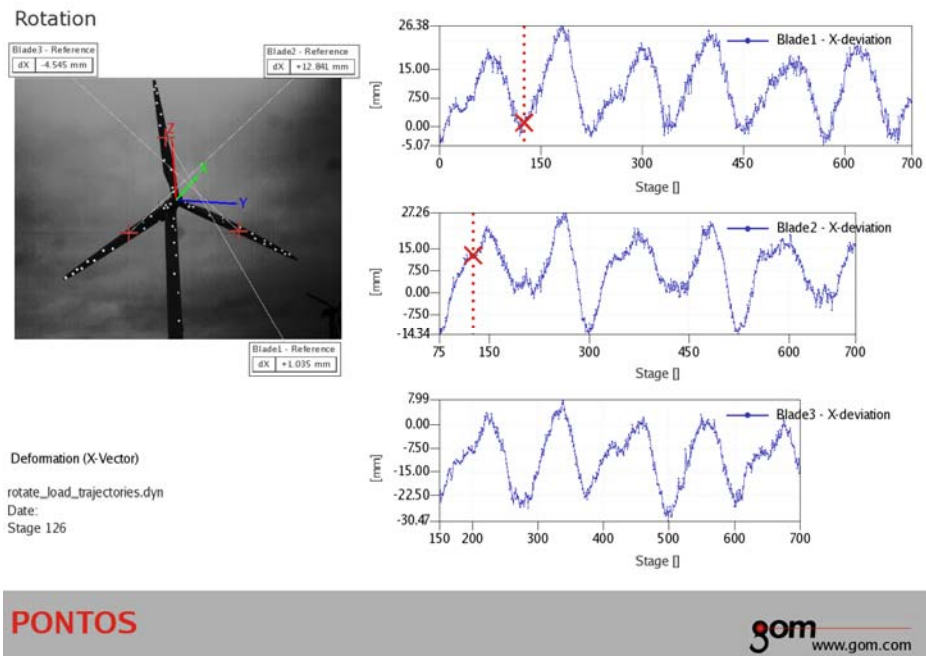 Rotation
Blade3 - Reference
dX -4.545 mm
Blade2 - Reference
dX +12.841 mm
Z
X
Y
Blade1 - Reference
dX +1.035 mm
Deformation (X-Vector)
rotate_load_trajectories.dyn
Date:
Stage 126
26.38
15.00
7.50
0.00
-5.07
[mm]
Blade1 - X-deviation
0 150 300 450 600 700
Stage []
27.26
15.00
7.50
0.00
-7.50
-14.34
[mm]
Blade2 - X-deviation
75 150 300 450 600 700
Stage []
7.99
0.00
-7.50
-15.00
-22.50
-30.47
[mm]
Blade3 - X-deviation
150 200 300 400 500 600 700
Stage []
PONTOS
gom
www.gom.com